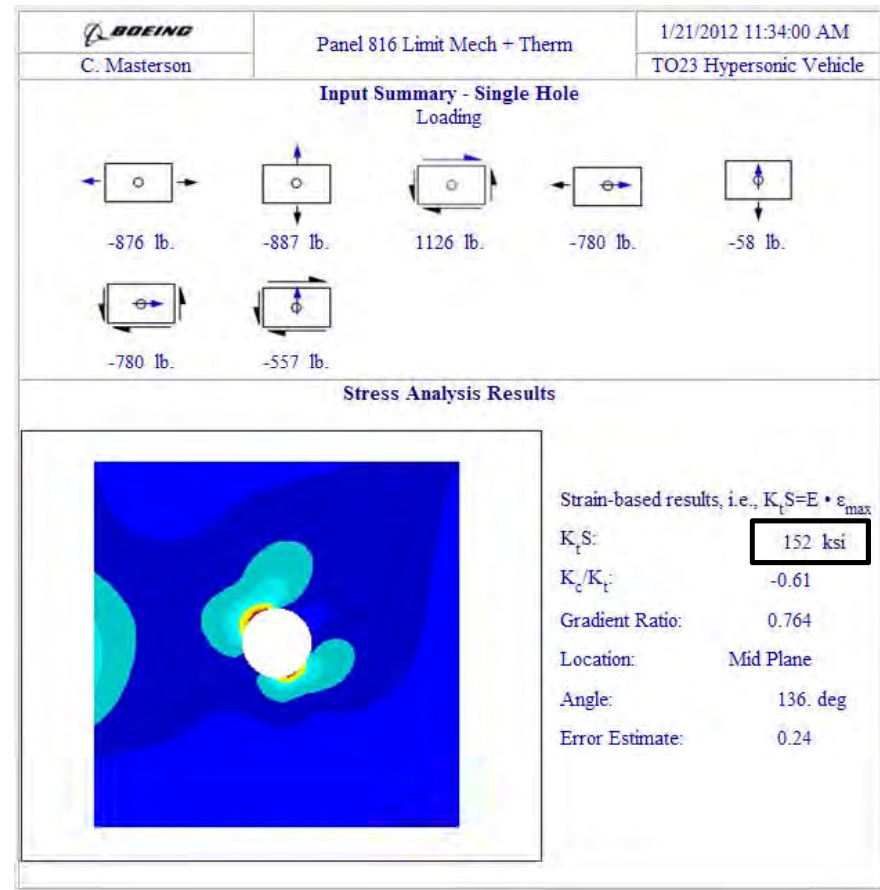 BOEING
C. Masterson
Panel 816 Limit Mech + Therm
1/21/2012 11:34:00 AM
TO23 Hypersonic Vehicle
Input Summary - Single Hole
Loading
-876 lb. -887 lb. 1126 lb. -780 lb. -58 lb.
-780 lb. -557 lb.
Stress Analysis Results
Strain-based results, i.e., KtS=E • εmax
KtS: 152 ksi
Kc/Kt: -0.61
Gradient Ratio: 0.764
Location: Mid Plane
Angle: 136. deg
Error Estimate: 0.24